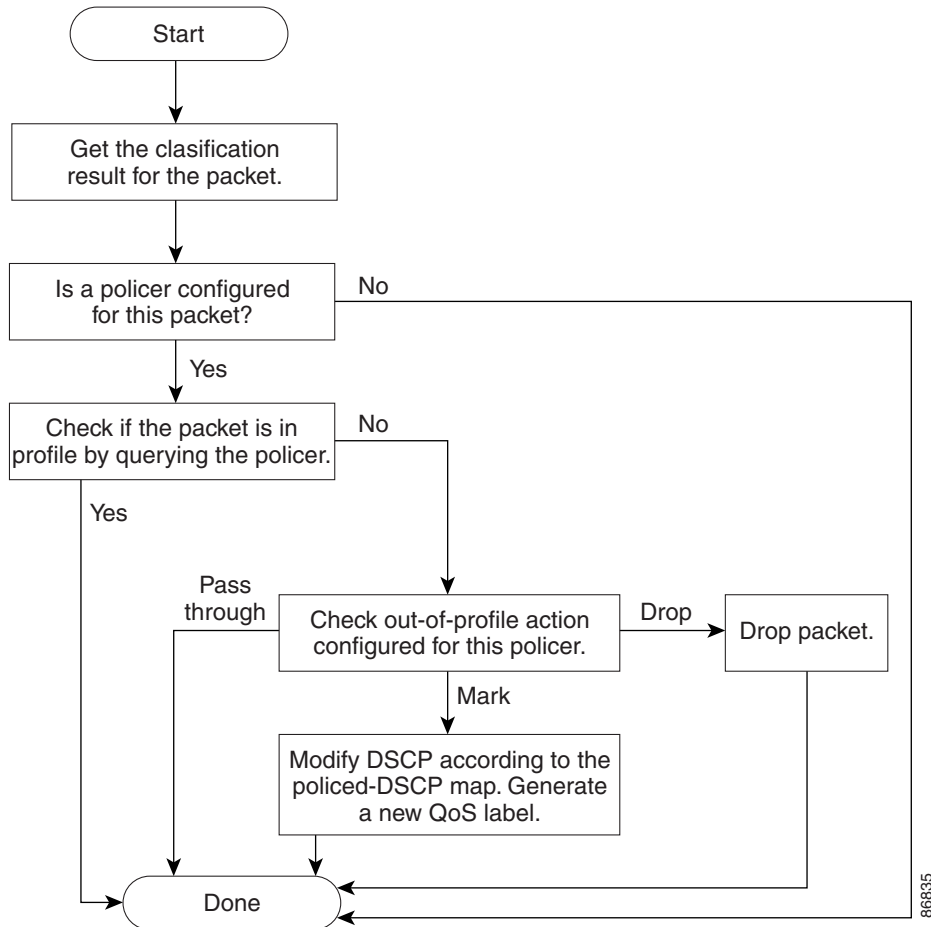 Start
Get the clasification
result for the packet.
Is a policer configured
for this packet?
No
Yes
Check if the packet is in
profile by querying the policer.
No
Yes
Pass
through
Check out-of-profile action
configured for this policer.
Drop
Drop packet.
Mark
Modify DSCP according to the
policed-DSCP map. Generate
a new QoS label.
Done
86835